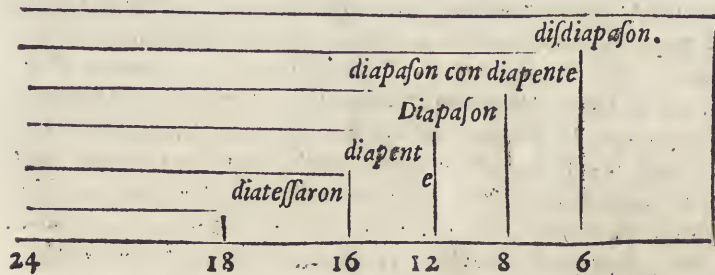 diſdiapaſon.
diapaſon con diapente
Diapaſon
diapent
e
diateſſaron
24 18 16 12 8 6